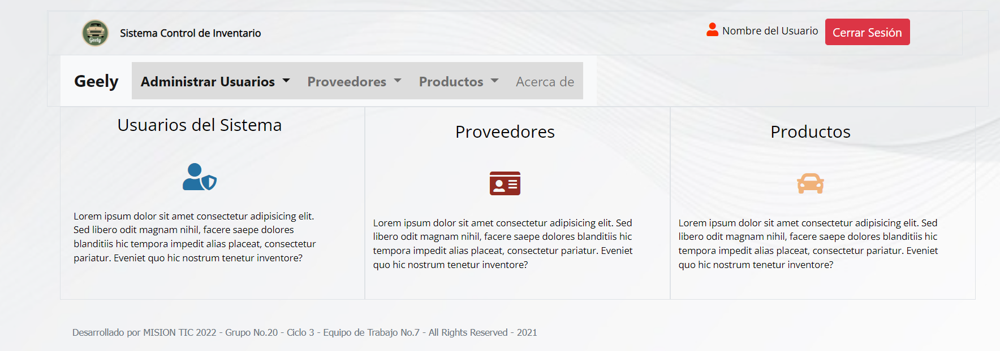 Geely
Sistema Control de Inventario
Nombre del Usuario
Cerrar Sesión
Geely
Administrar Usuarios
Proveedores
Productos
Acerca de
Usuarios del Sistema
Lorem ipsum dolor sit amet consectetur adipisicing elit.
Sed libero odit magnam nihil, facere saepe dolores
blanditiis hic tempora impedit alias placeat, consectetur
pariatur. Eveniet quo hic nostrum tenetur inventore?
Proveedores
Lorem ipsum dolor sit amet consectetur adipisicing elit. Sed
libero odit magnam nihil, facere saepe dolores blanditiis hic
tempora impedit alias placeat, consectetur pariatur. Eveniet
quo hic nostrum tenetur inventore?
Productos
Lorem ipsum dolor sit amet consectetur adipisicing elit. Sed
libero odit magnam nihil, facere saepe dolores blanditiis hic
tempora impedit alias placeat, consectetur pariatur. Eveniet
quo hic nostrum tenetur inventore?
Desarrollado por MISION TIC 2022 - Grupo No.20 - Ciclo 3 - Equipo de Trabajo No.7 - All Rights Reserved - 2021